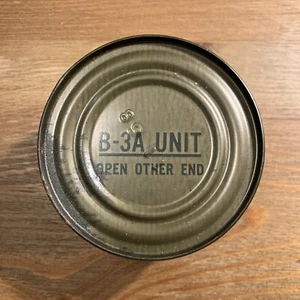 B-3A UNIT
OPEN OTHER END